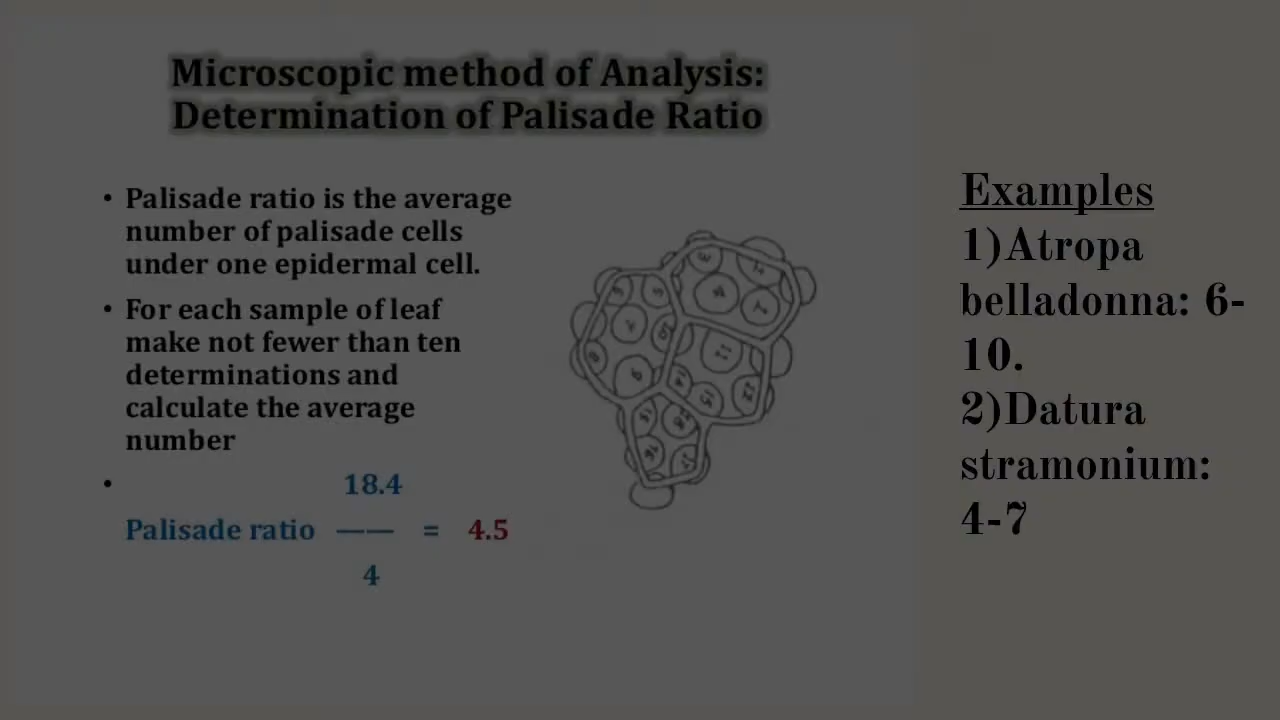 Microscopic method of Analysis:
Determination of Palisade Ratio
• Palisade ratio is the average
number of palisade cells
under one epidermal cell.
• For each sample of leaf
make not fewer than ten
determinations and
calculate the average
number
• 18.4
Palisade ratio —— = 4.5
4
Examples
1)Atropa
belladonna: 6-
10.
2)Datura
stramonium:
4-7